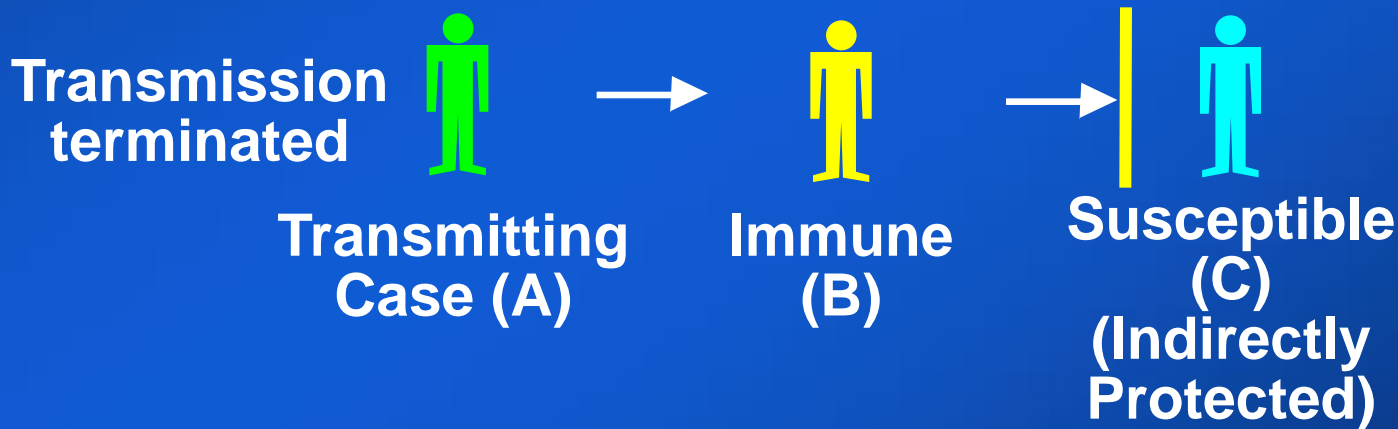 Transmission
terminated
Transmitting
Case (A)
Immune
(B)
Susceptible
(C)
(Indirectly
Protected)